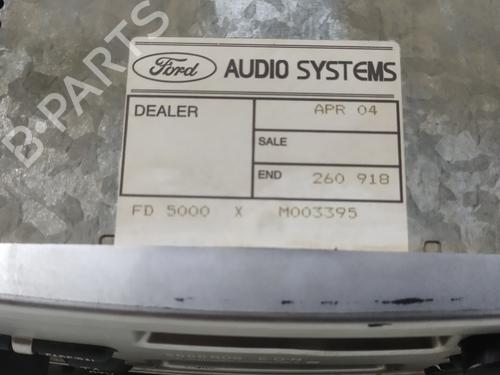 B-PARTS
Ford AUDIO SYSTEMS
DEALER
APR 04
SALE
END 260 918
FD 5000 X M003395